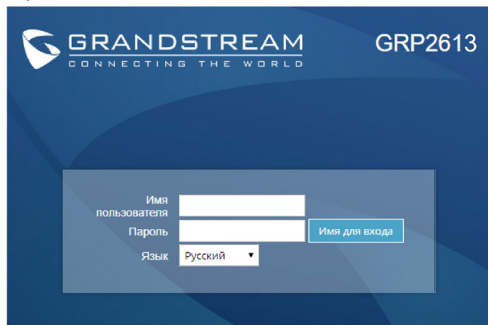 GRANDSTREAM
CONNECTING THE WORLD
GRP2613
Имя
пользователя
Пароль
Имя для входа
Язык
Русский